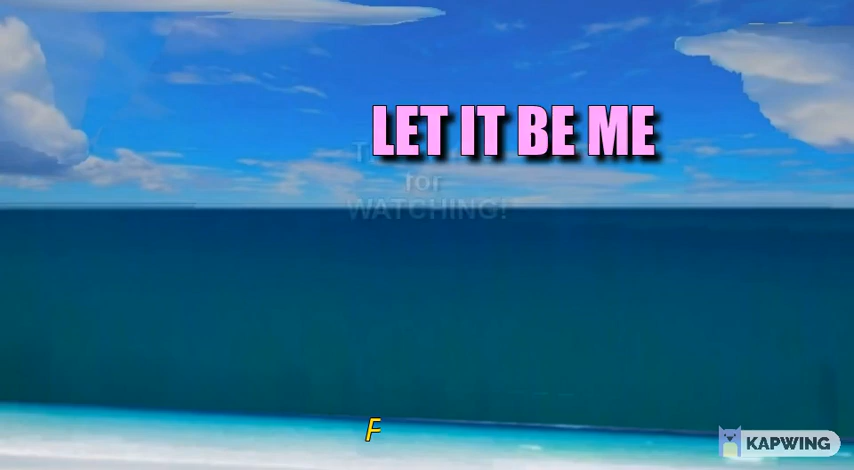 LET IT BE ME
for
WATCHING!
F
KAPWING